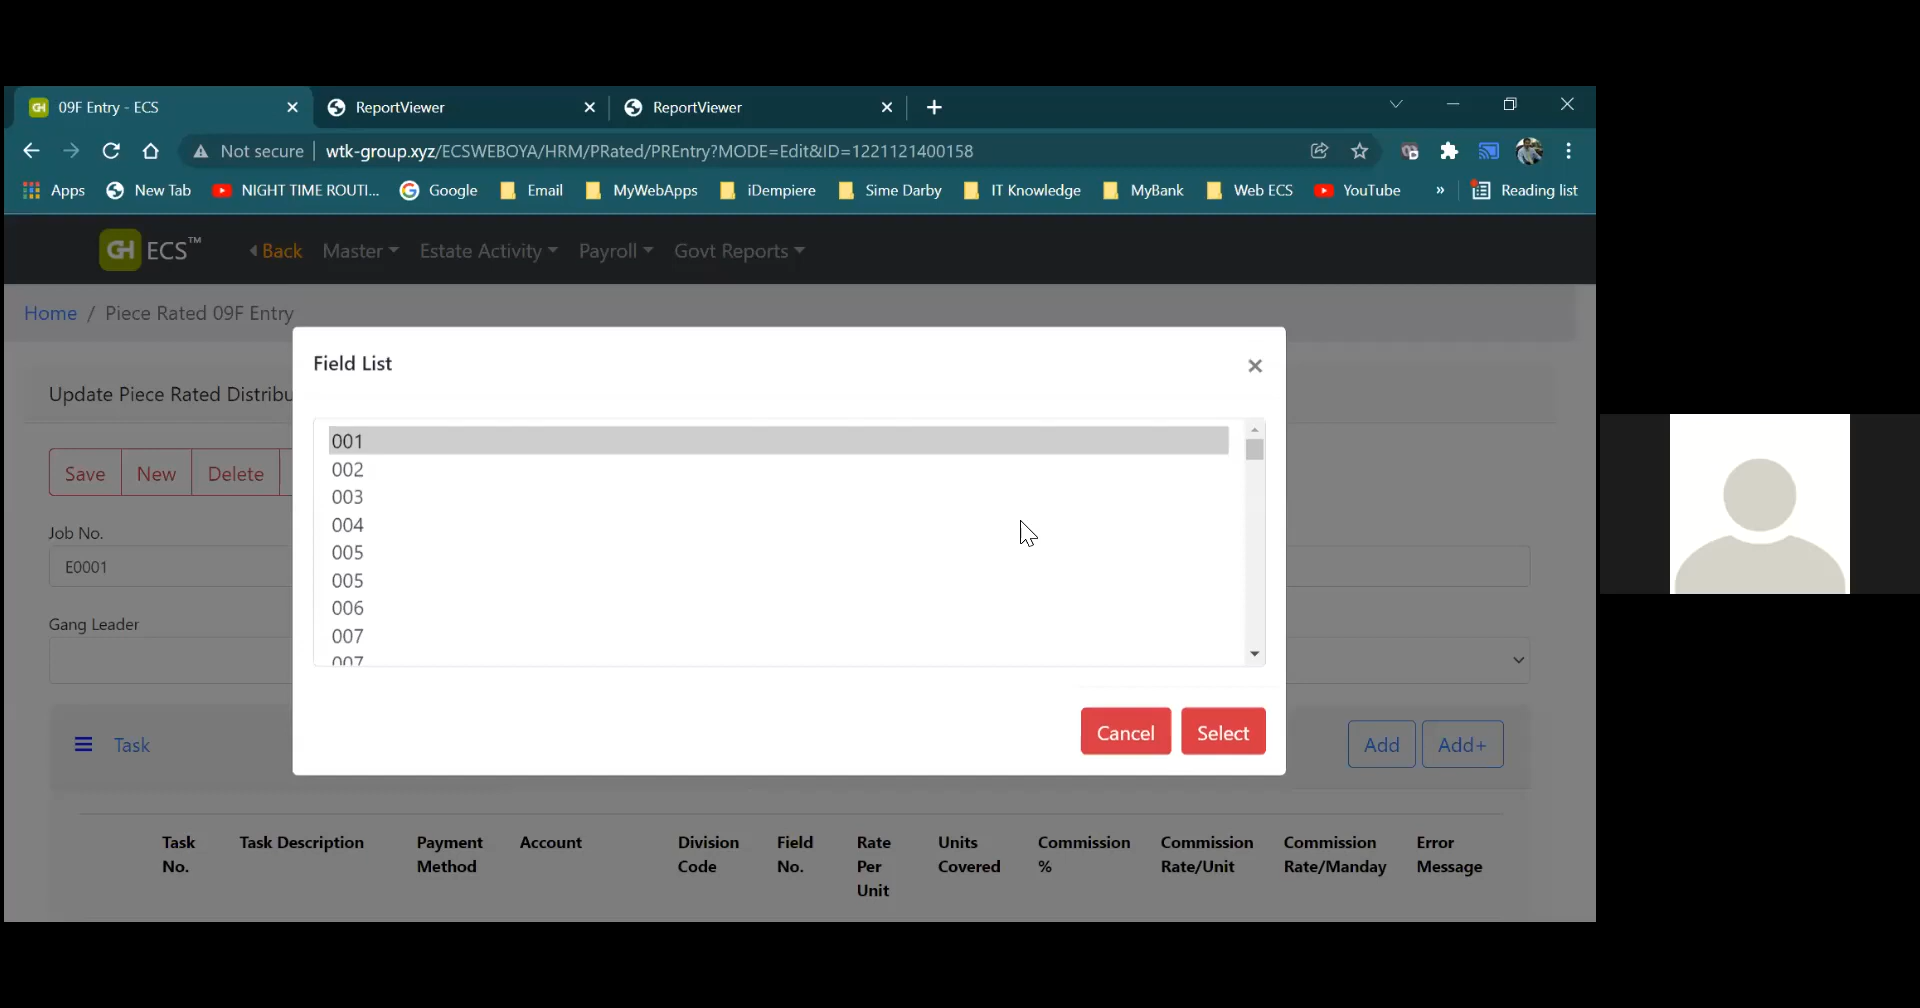 09F Entry - ECS
ReportViewer
ReportViewer
Not secure
wtk-group.xyz/ECSWEBOYA/HRM/PRated/PREntry?MODE=Edit&ID=1221121400158
Apps New Tab NIGHT TIME ROUTI... Google Email MyWebApps iDempiere Sime Darby IT Knowledge MyBank Web ECS YouTube » Reading list
GH ECS™ Back Master Estate Activity Payroll Govt Reports
Home / Piece Rated 09F Entry
Field List
Update Piece Rated Distribu
001
002
003
004
005
005
006
007
007
Save New Delete
Job No.
E0001
Gang Leader
Cancel Select
Task
Add Add+
Task No.
Task Description
Payment Method
Account
Division Code
Field No.
Rate Per Unit
Units Covered
Commission %
Commission Rate/Unit
Commission Rate/Manday
Error Message